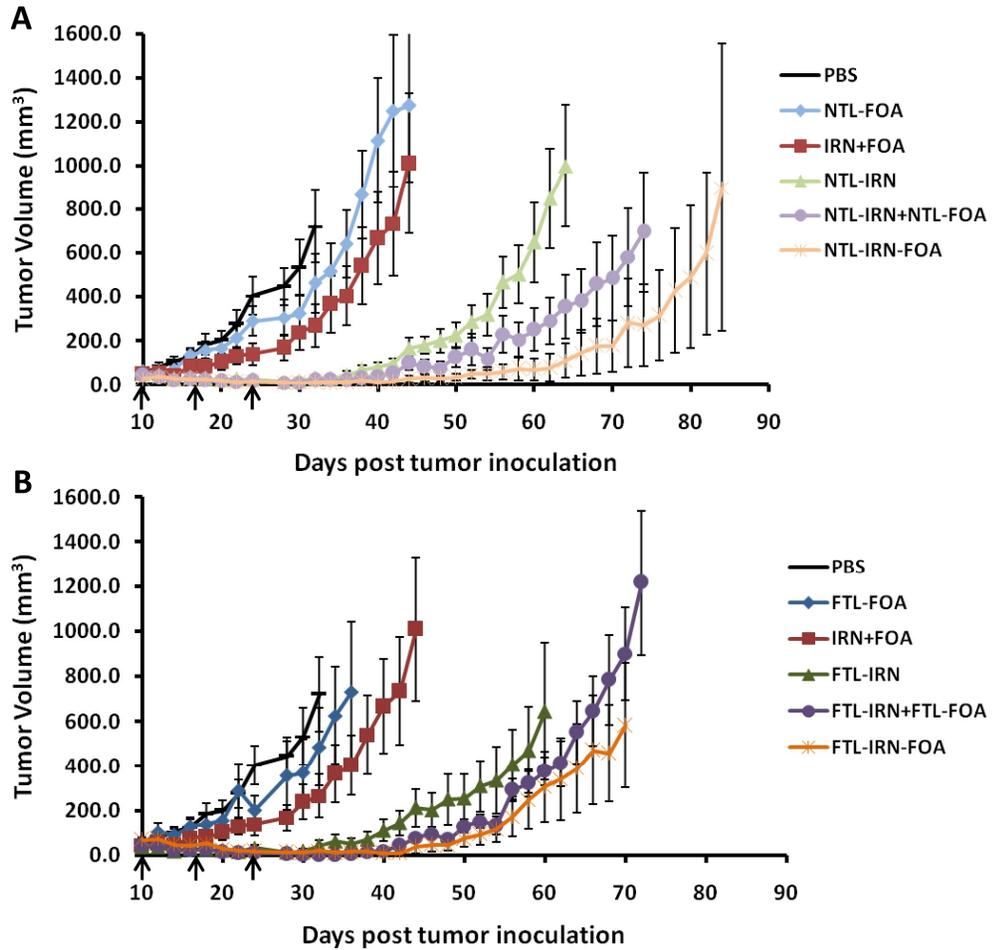 A
1600.0
1400.0
1200.0
1000.0
800.0
600.0
400.0
200.0
0.0
Tumor Volume (mm³)
10 20 30 40 50 60 70 80 90
Days post tumor inoculation
PBS
NTL-FOA
IRN+FOA
NTL-IRN
NTL-IRN+NTL-FOA
NTL-IRN-FOA
B
1600.0
1400.0
1200.0
1000.0
800.0
600.0
400.0
200.0
0.0
Tumor Volume (mm³)
10 20 30 40 50 60 70 80 90
Days post tumor inoculation
PBS
FTL-FOA
IRN+FOA
FTL-IRN
FTL-IRN+FTL-FOA
FTL-IRN-FOA